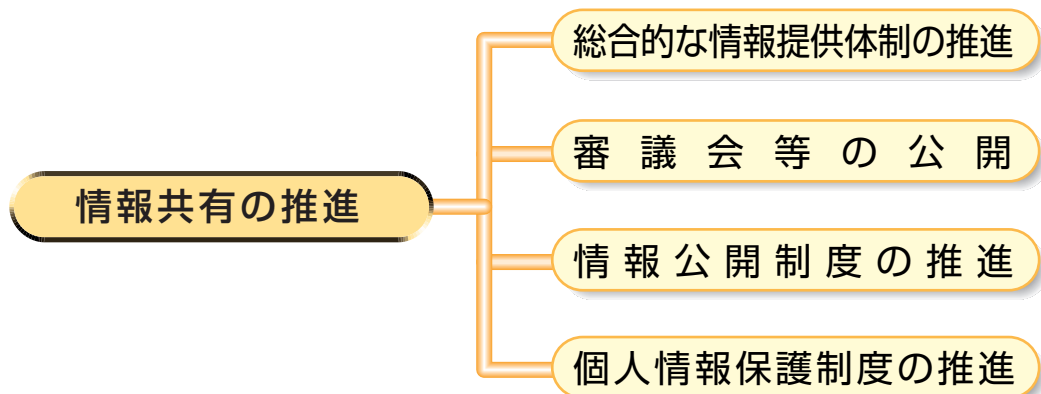 情報共有の推進
総合的な情報提供体制の推進
審議会等の公開
情報公開制度の推進
個人情報保護制度の推進